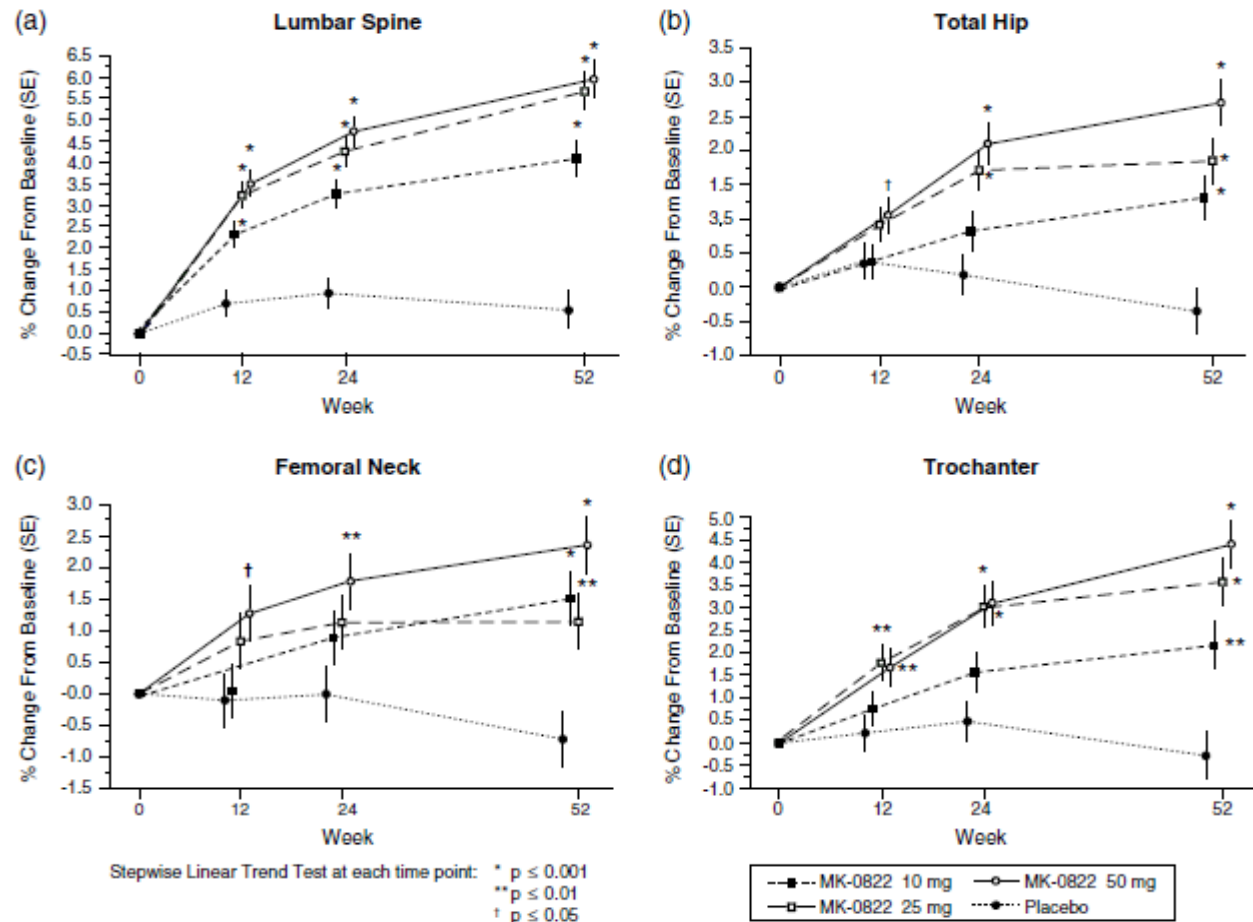 (a) Lumbar Spine
% Change From Baseline (SE)
6.5
6.0
5.5
5.0
4.5
4.0
3.5
3.0
2.5
2.0
1.5
1.0
0.5
0.0
-0.5
* * * * * * * * *
0 12 24 52
Week
(b) Total Hip
% Change From Baseline (SE)
3.5
3.0
2.5
2.0
1.5
3.5
0.5
0.0
-0.5
-1.0
† * * * * *
0 12 24 52
Week
(c) Femoral Neck
% Change From Baseline (SE)
3.0
2.5
2.0
1.5
1.0
0.5
-0.0
-0.5
-1.0
-1.5
† ** * * **
0 12 24 52
Week
(d) Trochanter
% Change From Baseline (SE)
5.0
4.5
4.0
3.5
3.0
2.5
2.0
1.5
1.0
0.5
0.0
-0.5
-1.0
** ** * * * * **
0 12 24 52
Week
Stepwise Linear Trend Test at each time point: * p ≤ 0.001
** p ≤ 0.01
† p ≤ 0.05
MK-0822 10 mg MK-0822 50 mg
MK-0822 25 mg Placebo